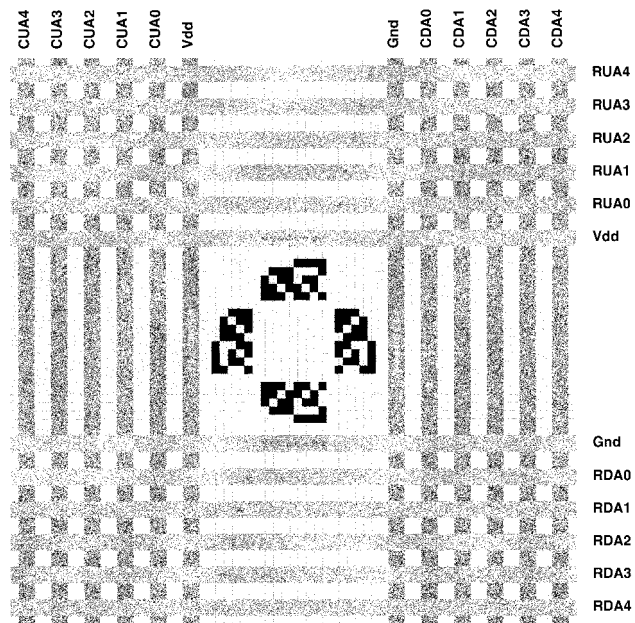 CUA4 CUA3 CUA2 CUA1 CUA0 Vdd Gnd CDA0 CDA1 CDA2 CDA3 CDA4
RUA4
RUA3
RUA2
RUA1
RUA0
Vdd
Gnd
RDA0
RDA1
RDA2
RDA3
RDA4